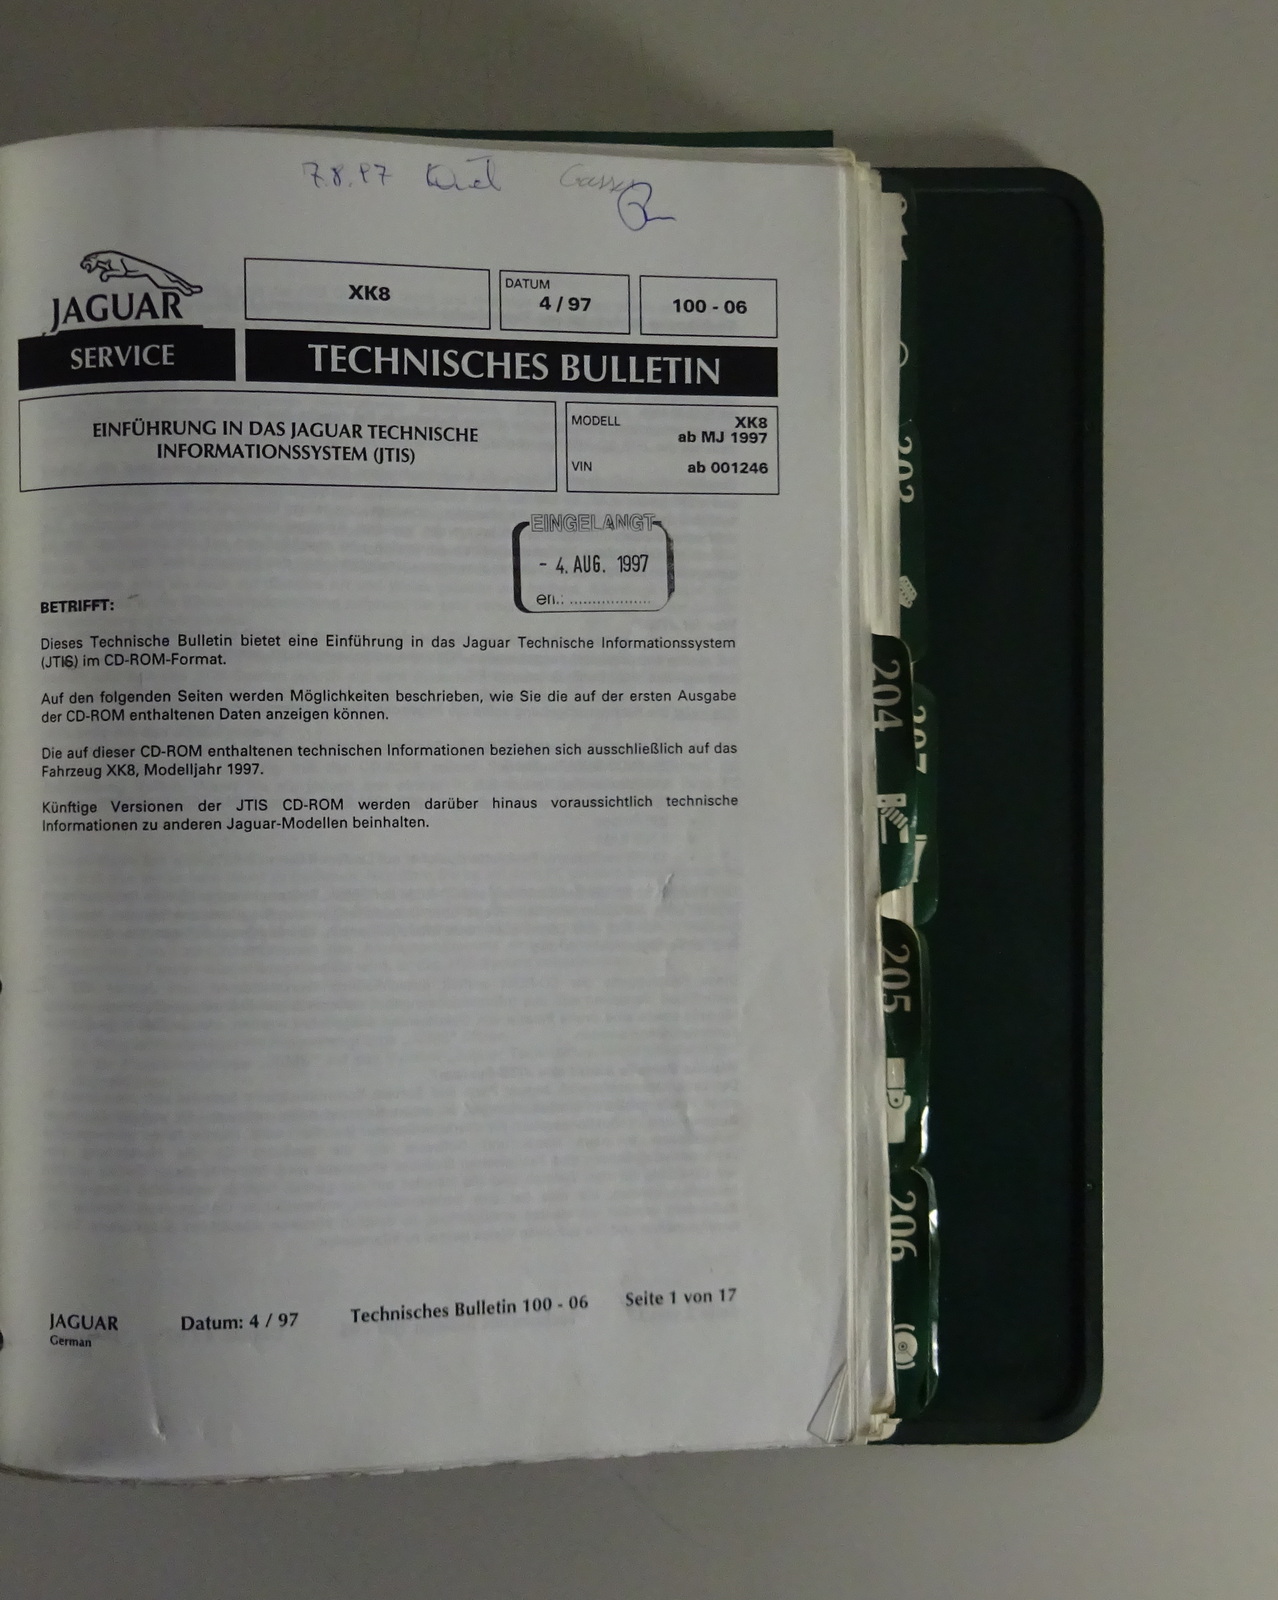 7.8.97
JAGUAR
XK8
DATUM
4 / 97
100 - 06
SERVICE
TECHNISCHES BULLETIN
EINFÜHRUNG IN DAS JAGUAR TECHNISCHE
INFORMATIONSSYSTEM (JTIS)
MODELL XK8
ab MJ 1997
VIN ab 001246
EINGELANGT
- 4. AUG. 1997
en.: ..................
BETRIFFT:
Dieses Technische Bulletin bietet eine Einführung in das Jaguar Technische Informationssystem
(JTIS) im CD-ROM-Format.
Auf den folgenden Seiten werden Möglichkeiten beschrieben, wie Sie die auf der ersten Ausgabe
der CD-ROM enthaltenen Daten anzeigen können.
Die auf dieser CD-ROM enthaltenen technischen Informationen beziehen sich ausschließlich auf das
Fahrzeug XK8, Modelljahr 1997.
Künftige Versionen der JTIS CD-ROM werden darüber hinaus voraussichtlich technische
Informationen zu anderen Jaguar-Modellen beinhalten.
JAGUAR
German
Datum: 4 / 97
Technisches Bulletin 100 - 06
Seite 1 von 17
202
204
207
205
206